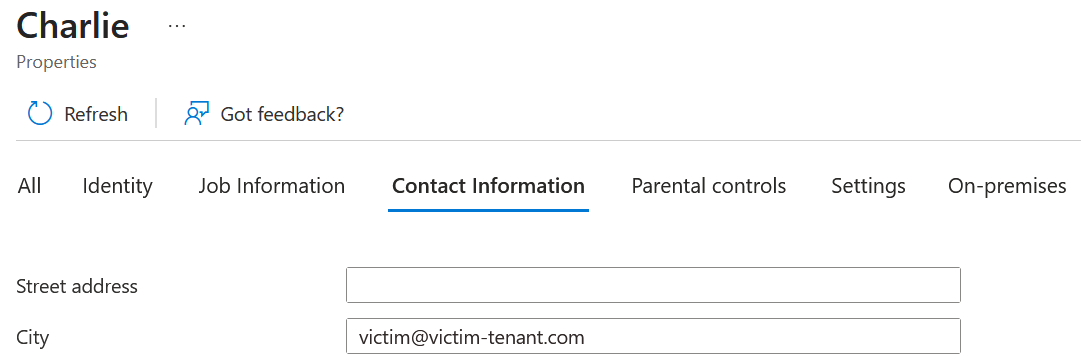 Charlie ...
Properties
Refresh Got feedback?
All Identity Job Information Contact Information Parental controls Settings On-premises
Street address
City victim@victim-tenant.com